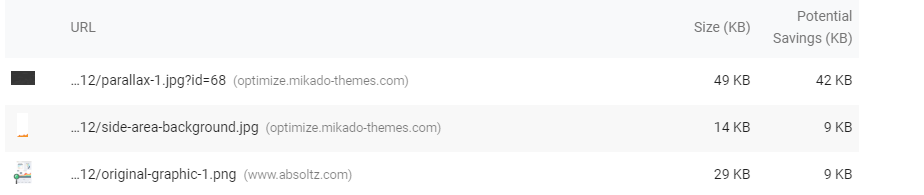 URL Size (KB) Potential Savings (KB)
...12/parallax-1.jpg?id=68 (optimize.mikado-themes.com) 49 KB 42 KB
...12/side-area-background.jpg (optimize.mikado-themes.com) 14 KB 9 KB
...12/original-graphic-1.png (www.absoltz.com) 29 KB 9 KB